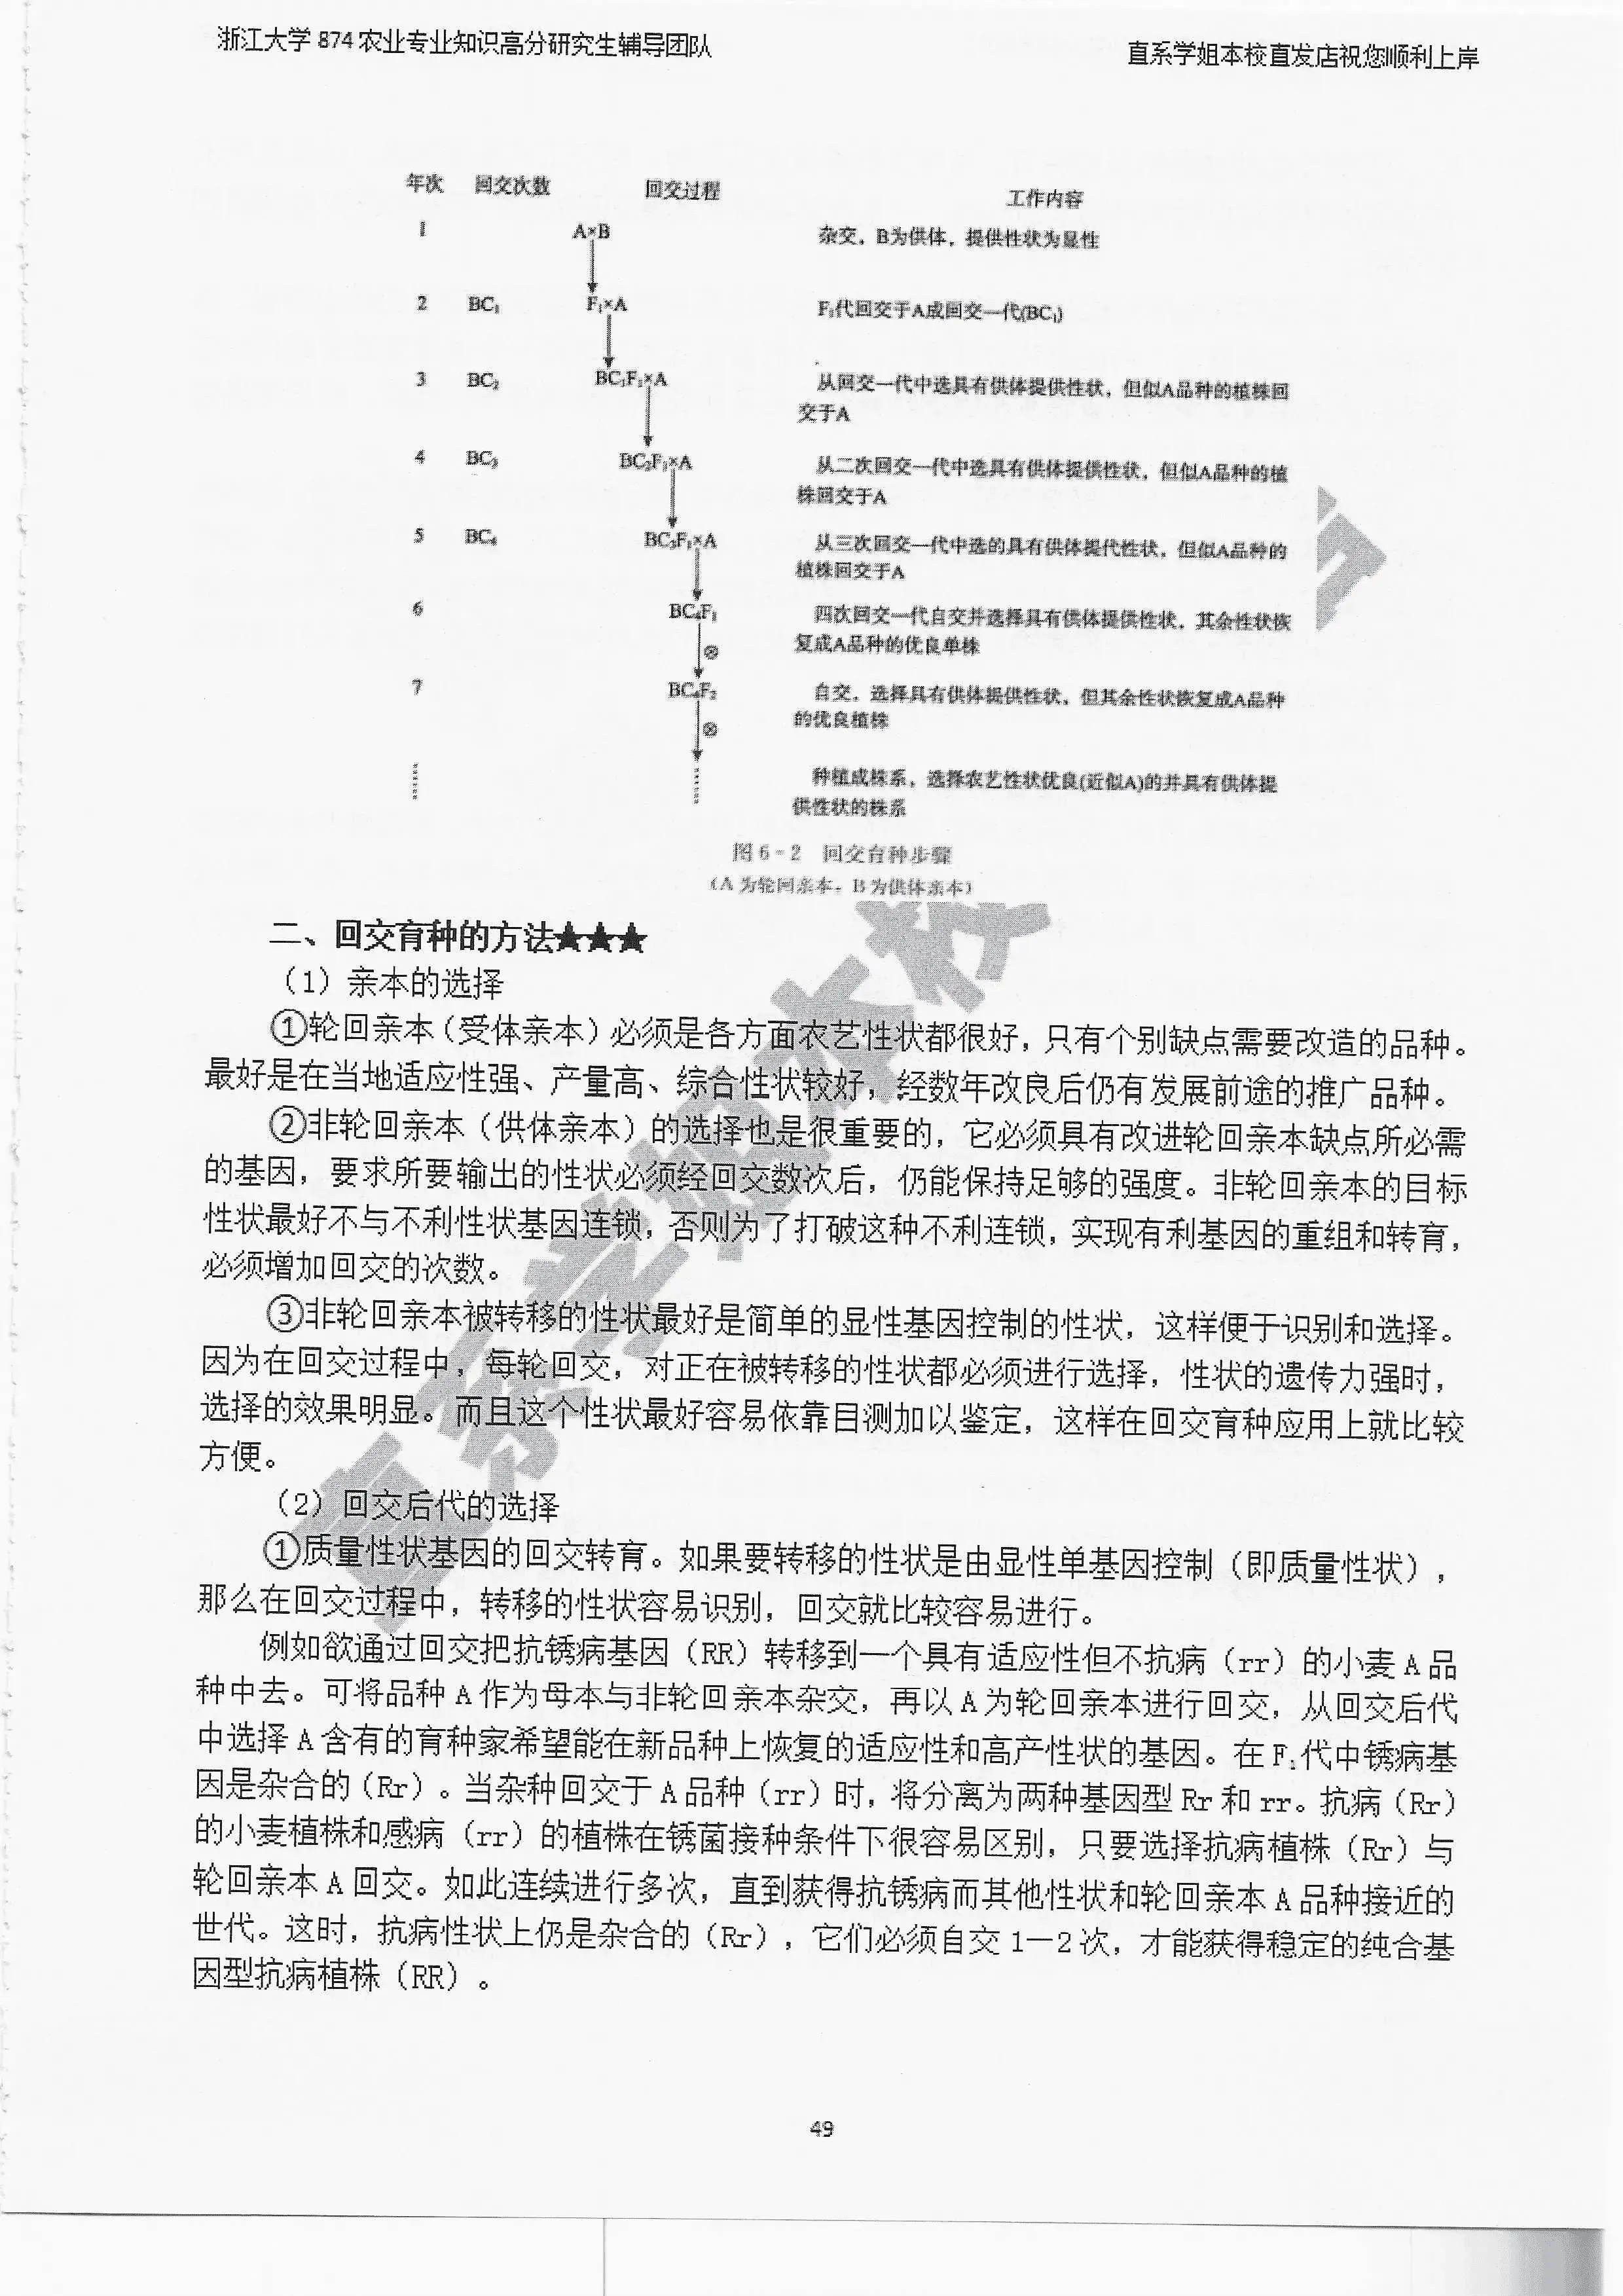 浙江大学 874 农业专业知识高分研究生辅导团队
直系学姐本校直发店祝您顺利上岸
年次 回交次数 回交过程 工作内容
1 A×B 杂交，B为供体，提供性状为显性
2 BC₁ F₁×A F₁代回交于A成回交一代(BC₁)
3 BC₂ BC₁F₁×A 从回交一代中选具有供体提供性状，但似A品种的植株回
交于A
4 BC₃ BC₂F₁×A 从二次回交一代中选具有供体提供性状，但似A品种的植
株回交于A
5 BC₄ BC₃F₁×A 从三次回交一代中选的具有供体提代性状，但似A品种的
植株回交于A
6 BC₄F₁ 四次回交一代自交并选择具有供体提供性状，其余性状恢
复成A品种的优良单株
⊗
7 BC₄F₂ 自交，选择具有供体提供性状，但其余性状恢复成A品种
的优良植株
⊗
…… …… 种植成株系，选择农艺性状优良(近似A)的并具有供体提
供性状的株系
图 6-2 回交育种步骤
(A 为轮回亲本，B 为供体亲本)
二、回交育种的方法★★★
（1）亲本的选择
①轮回亲本（受体亲本）必须是各方面农艺性状都很好，只有个别缺点需要改造的品种。
最好是在当地适应性强、产量高、综合性状较好，经数年改良后仍有发展前途的推广品种。
②非轮回亲本（供体亲本）的选择也是很重要的，它必须具有改进轮回亲本缺点所必需
的基因，要求所要输出的性状必须经回交数次后，仍能保持足够的强度。非轮回亲本的目标
性状最好不与不利性状基因连锁，否则为了打破这种不利连锁，实现有利基因的重组和转育，
必须增加回交的次数。
③非轮回亲本被转移的性状最好是简单的显性基因控制的性状，这样便于识别和选择。
因为在回交过程中，每轮回交，对正在被转移的性状都必须进行选择，性状的遗传力强时，
选择的效果明显。而且这个性状最好容易依靠目测加以鉴定，这样在回交育种应用上就比较
方便。
（2）回交后代的选择
①质量性状基因的回交转育。如果要转移的性状是由显性单基因控制（即质量性状），
那么在回交过程中，转移的性状容易识别，回交就比较容易进行。
例如欲通过回交把抗锈病基因（RR）转移到一个具有适应性但不抗病（rr）的小麦 A 品
种中去。可将品种 A 作为母本与非轮回亲本杂交，再以 A 为轮回亲本进行回交，从回交后代
中选择 A 含有的育种家希望能在新品种上恢复的适应性和高产性状的基因。在 F₁代中锈病基
因是杂合的（Rr）。当杂种回交于 A 品种（rr）时，将分离为两种基因型 Rr 和 rr。抗病（Rr）
的小麦植株和感病（rr）的植株在锈菌接种条件下很容易区别，只要选择抗病植株（Rr）与
轮回亲本 A 回交。如此连续进行多次，直到获得抗锈病而其他性状和轮回亲本 A 品种接近的
世代。这时，抗病性状上仍是杂合的（Rr），它们必须自交 1—2 次，才能获得稳定的纯合基
因型抗病植株（RR）。
直系学姐本校
49